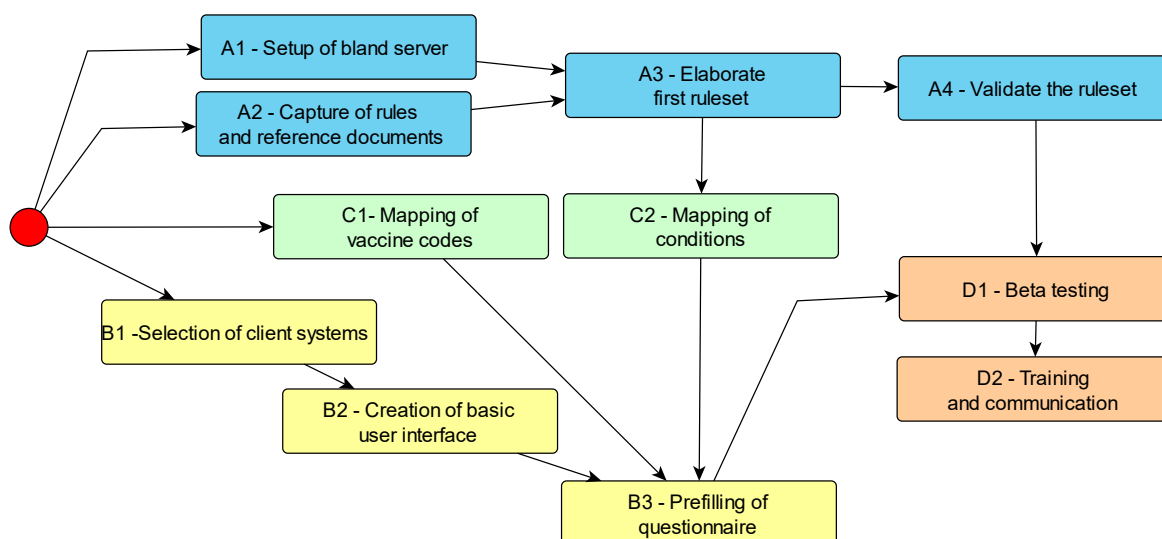 A1 - Setup of bland server
A2 - Capture of rules
and reference documents
A3 - Elaborate
first ruleset
A4 - Validate the ruleset
C1- Mapping of
vaccine codes
C2 - Mapping of
conditions
B1 -Selection of client systems
B2 - Creation of basic
user interface
B3 - Prefilling of
questionnaire
D1 - Beta testing
D2 - Training
and communication